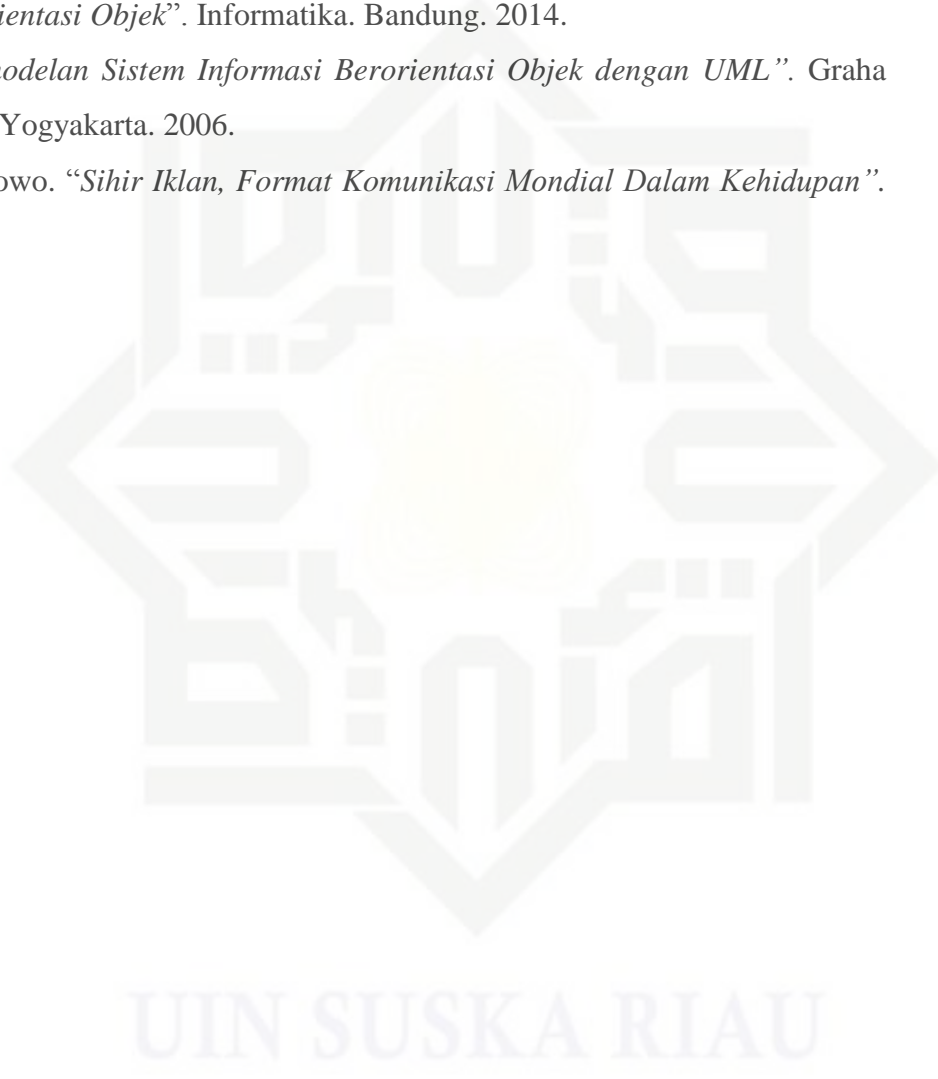 ientasi Objek”. Informatika. Bandung. 2014.
odelan Sistem Informasi Berorientasi Objek dengan UML”. Graha
Yogyakarta. 2006.
owo. “Sihir Iklan, Format Komunikasi Mondial Dalam Kehidupan”.
UIN SUSKA RIAU